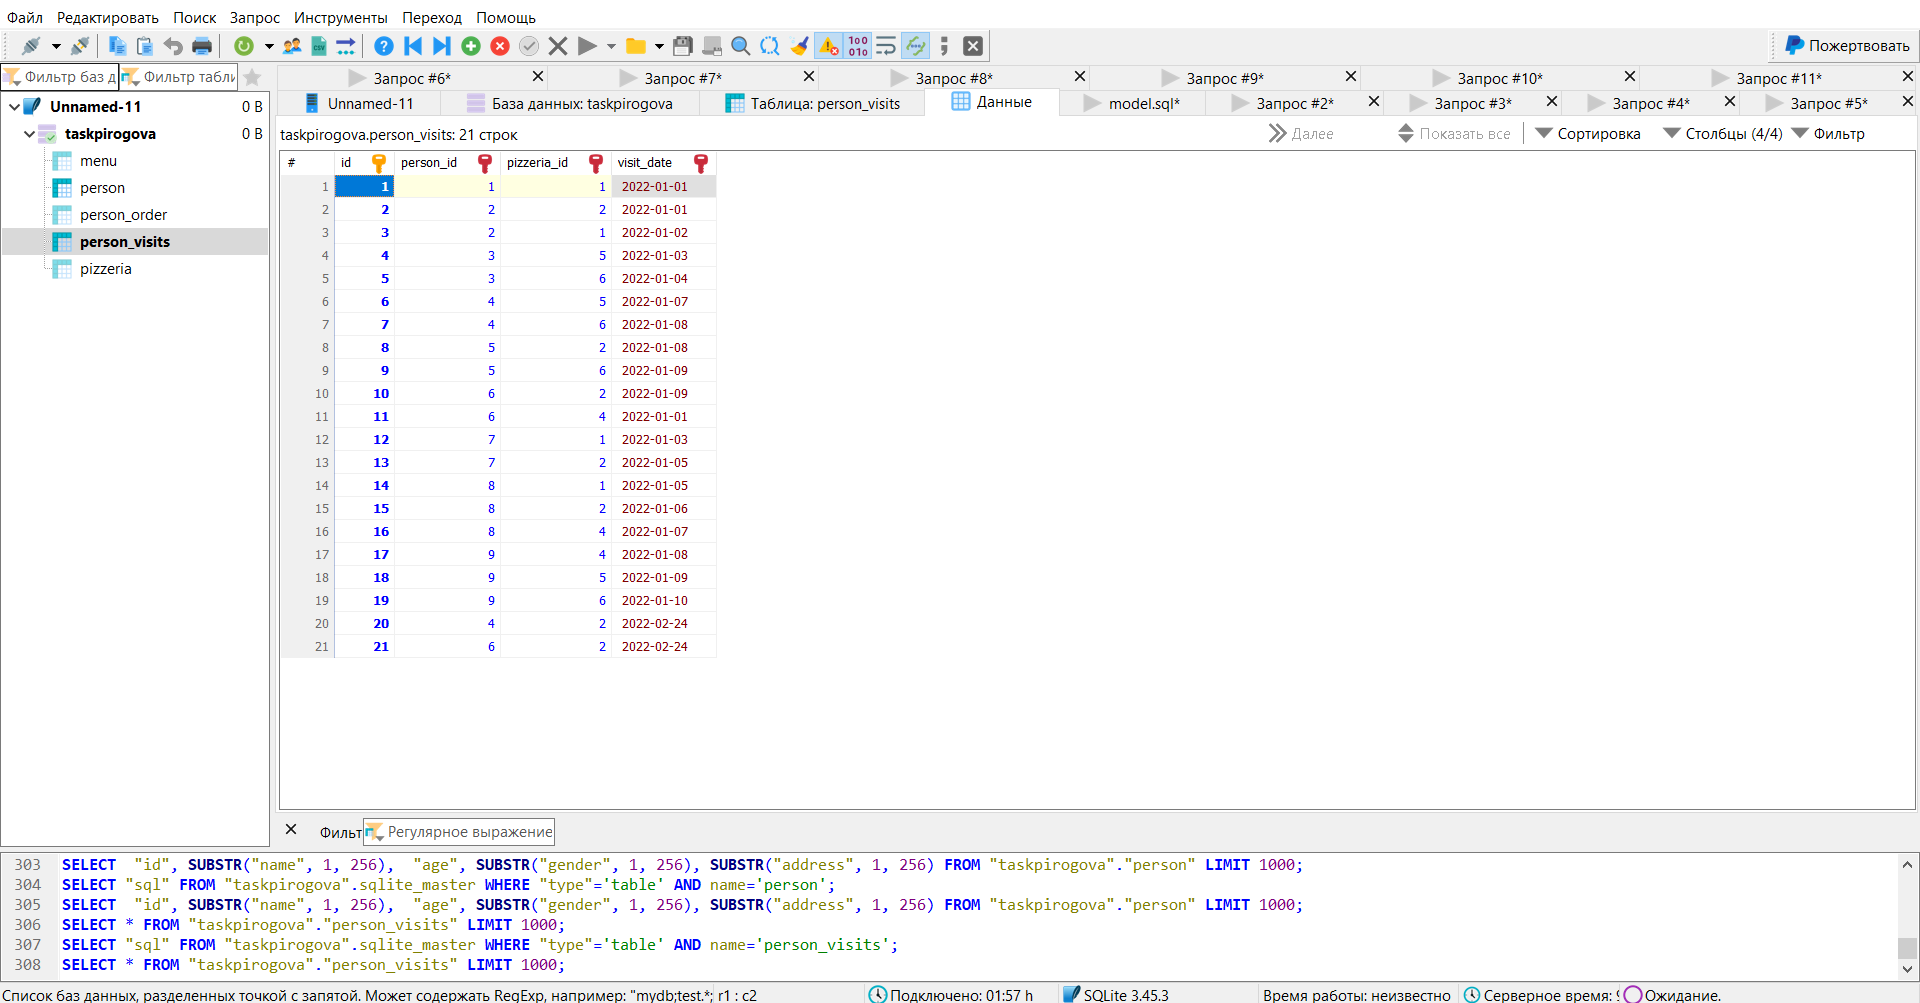 Файл Редактировать Поиск Запрос Инструменты Переход Помощь
Пожертвовать
Фильтр баз д Фильтр табли
Запрос #6* Запрос #7* Запрос #8* Запрос #9* Запрос #10* Запрос #11*
Unnamed-11 База данных: taskpirogova Таблица: person_visits Данные model.sql* Запрос #2* Запрос #3* Запрос #4* Запрос #5*
Unnamed-11 0 B
taskpirogova 0 B
menu
person
person_order
person_visits
pizzeria
taskpirogova.person_visits: 21 строк Далее Показать все Сортировка Столбцы (4/4) Фильтр
# id person_id pizzeria_id visit_date
1 1 1 1 2022-01-01
2 2 2 2 2022-01-01
3 3 2 1 2022-01-02
4 4 3 5 2022-01-03
5 5 3 6 2022-01-04
6 6 4 5 2022-01-07
7 7 4 6 2022-01-08
8 8 5 2 2022-01-08
9 9 5 6 2022-01-09
10 10 6 2 2022-01-09
11 11 6 4 2022-01-01
12 12 7 1 2022-01-03
13 13 7 2 2022-01-05
14 14 8 1 2022-01-05
15 15 8 2 2022-01-06
16 16 8 4 2022-01-07
17 17 9 4 2022-01-08
18 18 9 5 2022-01-09
19 19 9 6 2022-01-10
20 20 4 2 2022-02-24
21 21 6 2 2022-02-24
Фильт Регулярное выражение
303 SELECT "id", SUBSTR("name", 1, 256), "age", SUBSTR("gender", 1, 256), SUBSTR("address", 1, 256) FROM "taskpirogova"."person" LIMIT 1000;
304 SELECT "sql" FROM "taskpirogova".sqlite_master WHERE "type"='table' AND name='person';
305 SELECT "id", SUBSTR("name", 1, 256), "age", SUBSTR("gender", 1, 256), SUBSTR("address", 1, 256) FROM "taskpirogova"."person" LIMIT 1000;
306 SELECT * FROM "taskpirogova"."person_visits" LIMIT 1000;
307 SELECT "sql" FROM "taskpirogova".sqlite_master WHERE "type"='table' AND name='person_visits';
308 SELECT * FROM "taskpirogova"."person_visits" LIMIT 1000;
Список баз данных, разделенных точкой с запятой. Может содержать RegExp, например: "mydb;test.*; r1 : c2 Подключено: 01:57 h SQLite 3.45.3 Время работы: неизвестно Серверное время: Ожидание.